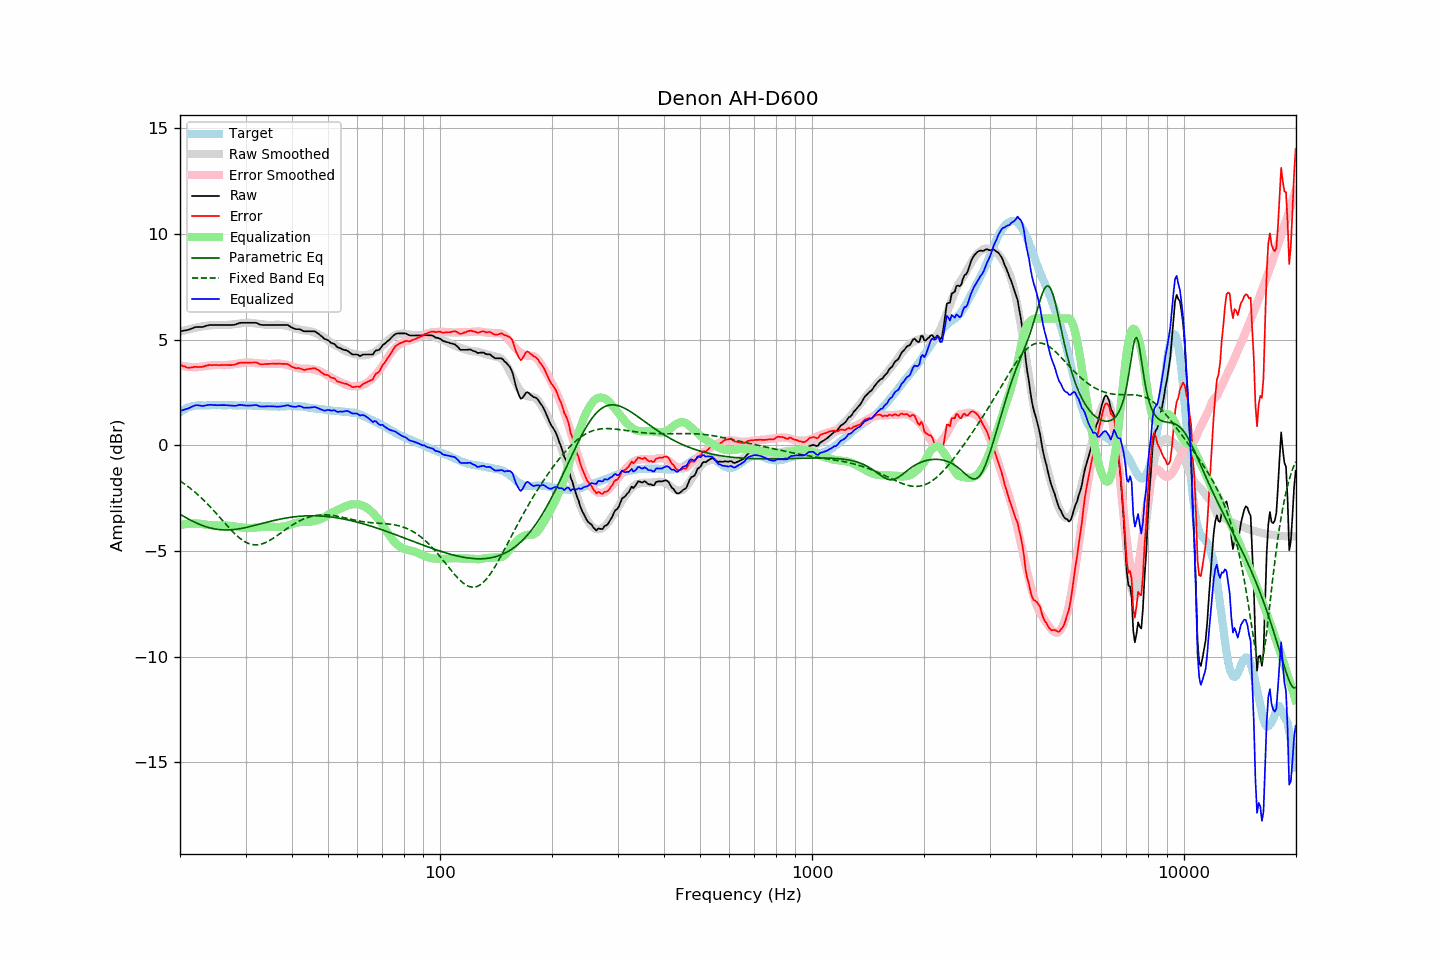 Denon AH-D600
15
10
5
0
−5
−10
−15
Amplitude (dBr)
Target
Raw Smoothed
Error Smoothed
Raw
Error
Equalization
Parametric Eq
Fixed Band Eq
Equalized
100
1000
10000
Frequency (Hz)